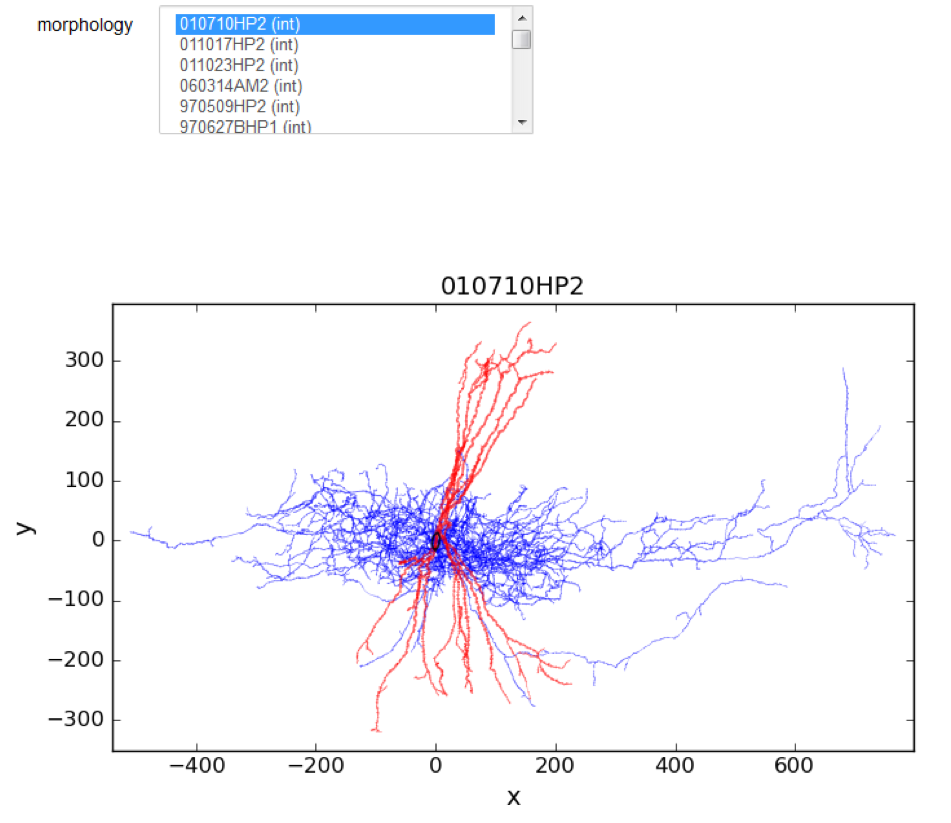 morphology
010710HP2 (int)
011017HP2 (int)
011023HP2 (int)
060314AM2 (int)
970509HP2 (int)
970627BHP1 (int)
010710HP2
300
200
100
0
−100
−200
−300
y
−400 −200 0 200 400 600
x